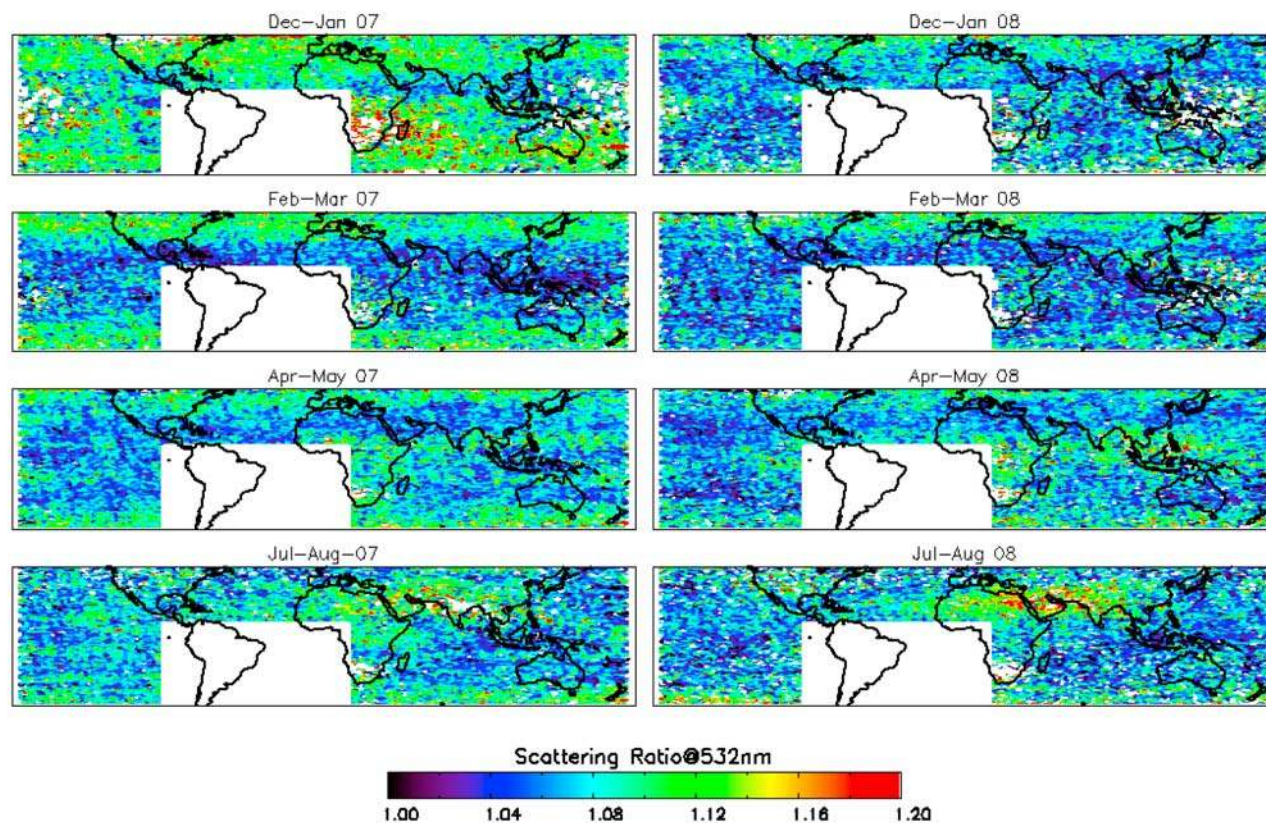 Dec-Jan 07
Dec-Jan 08
Feb-Mar 07
Feb-Mar 08
Apr-May 07
Apr-May 08
Jul-Aug-07
Jul-Aug 08
Scattering Ratio@532nm
1.00 1.04 1.08 1.12 1.16 1.20